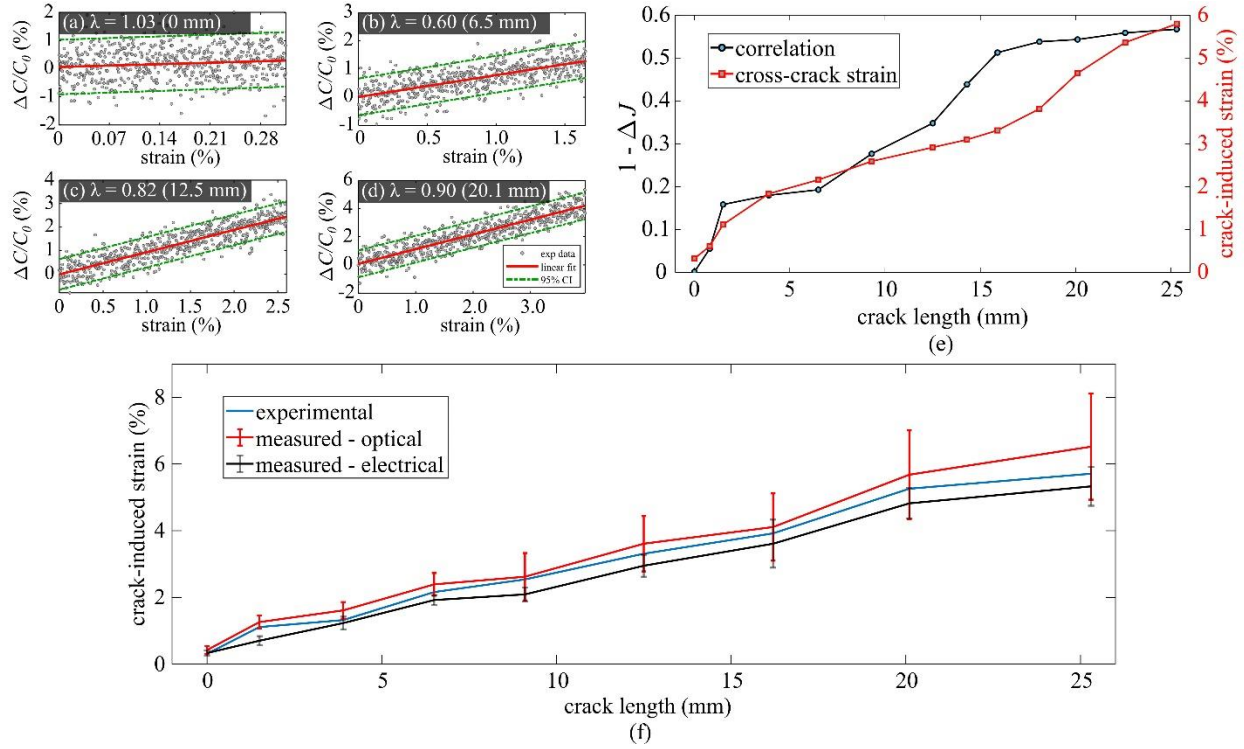 (a) λ = 1.03 (0 mm)
ΔC/C0 (%)
2
1
0
-1
-2
0 0.07 0.14 0.21 0.28
strain (%)
(b) λ = 0.60 (6.5 mm)
ΔC/C0 (%)
3
2
1
0
-1
0 0.5 1.0 1.5
strain (%)
(c) λ = 0.82 (12.5 mm)
ΔC/C0 (%)
4
3
2
1
0
0 0.5 1.0 1.5 2.0 2.5
strain (%)
(d) λ = 0.90 (20.1 mm)
ΔC/C0 (%)
6
4
2
0
-2
0 1.0 2.0 3.0
strain (%)
exp data
linear fit
95% CI
correlation
cross-crack strain
1 - ΔJ
0.6
0.5
0.4
0.3
0.2
0.1
0
crack-induced strain (%)
6
5
4
3
2
1
0
0 5 10 15 20 25
crack length (mm)
(e)
experimental
measured - optical
measured - electrical
crack-induced strain (%)
8
6
4
2
0
0 5 10 15 20 25
crack length (mm)
(f)